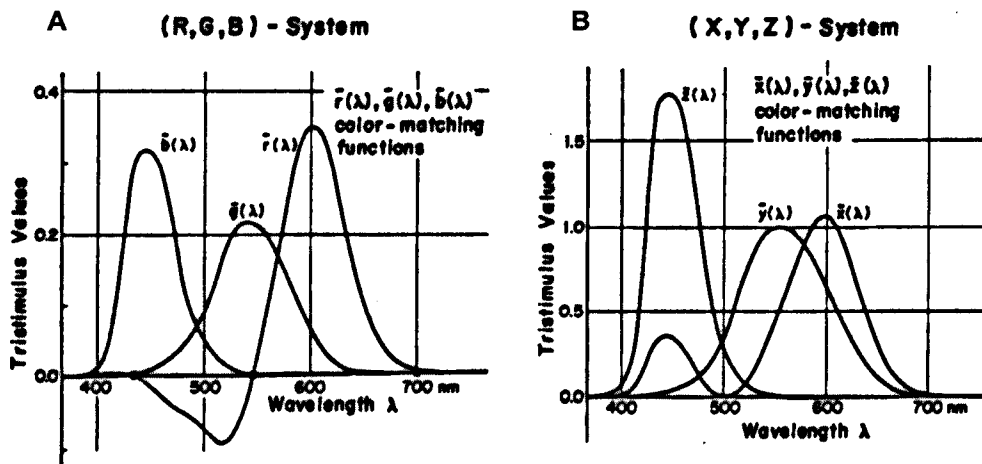 A
(R,G,B) - System
r̄(λ), ḡ(λ), b̄(λ)
color-matching
functions
b̄(λ)
r̄(λ)
ḡ(λ)
Tristimulus Values
0.4
0.2
0.0
400
500
600
700 nm
Wavelength λ
B
(X,Y,Z) - System
x̄(λ), ȳ(λ), z̄(λ)
color-matching
functions
z̄(λ)
ȳ(λ)
x̄(λ)
Tristimulus Values
1.5
1.0
0.5
0.0
400
500
600
700 nm
Wavelength λ